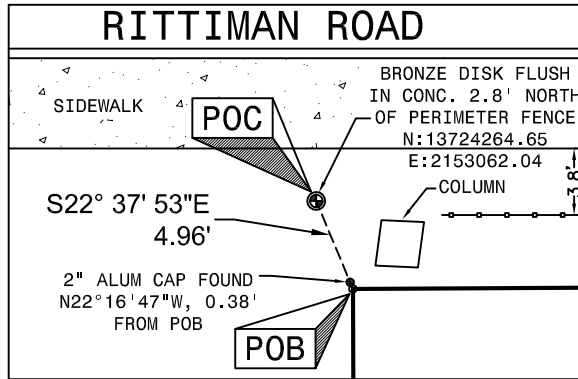 RITTIMAN ROAD
SIDEWALK
BRONZE DISK FLUSH
IN CONC. 2.8' NORTH
OF PERIMETER FENCE
N:13724264.65
E:2153062.04
POC
3.8'
COLUMN
S22° 37' 53"E
4.96'
2" ALUM CAP FOUND
N22°16'47"W, 0.38'
FROM POB
POB